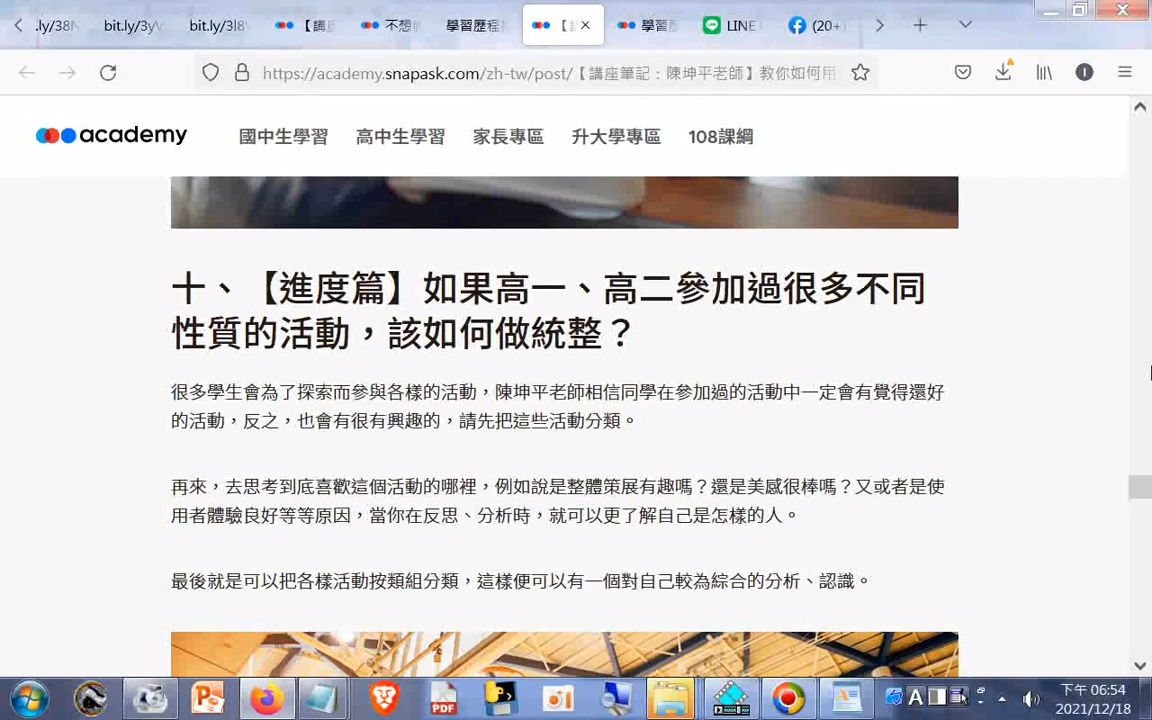 .ly/38N
bit.ly/3yV
bit.ly/3l8
【講座
不想
學習歷程
【
學習歷
LINE
(20+)
https://academy.snapask.com/zh-tw/post/【講座筆記：陳坤平老師】教你如何用
academy
國中生學習
高中生學習
家長專區
升大學專區
108課綱
十、【進度篇】如果高一、高二參加過很多不同
性質的活動，該如何做統整？
很多學生會為了探索而參與各樣的活動，陳坤平老師相信同學在參加過的活動中一定會有覺得還好
的活動，反之，也會有很有興趣的，請先把這些活動分類。
再來，去思考到底喜歡這個活動的哪裡，例如說是整體策展有趣嗎？還是美感很棒嗎？又或者是使
用者體驗良好等等原因，當你在反思、分析時，就可以更了解自己是怎樣的人。
最後就是可以把各樣活動按類組分類，這樣便可以有一個對自己較為綜合的分析、認識。
PDF
A
下午 06:54
2021/12/18